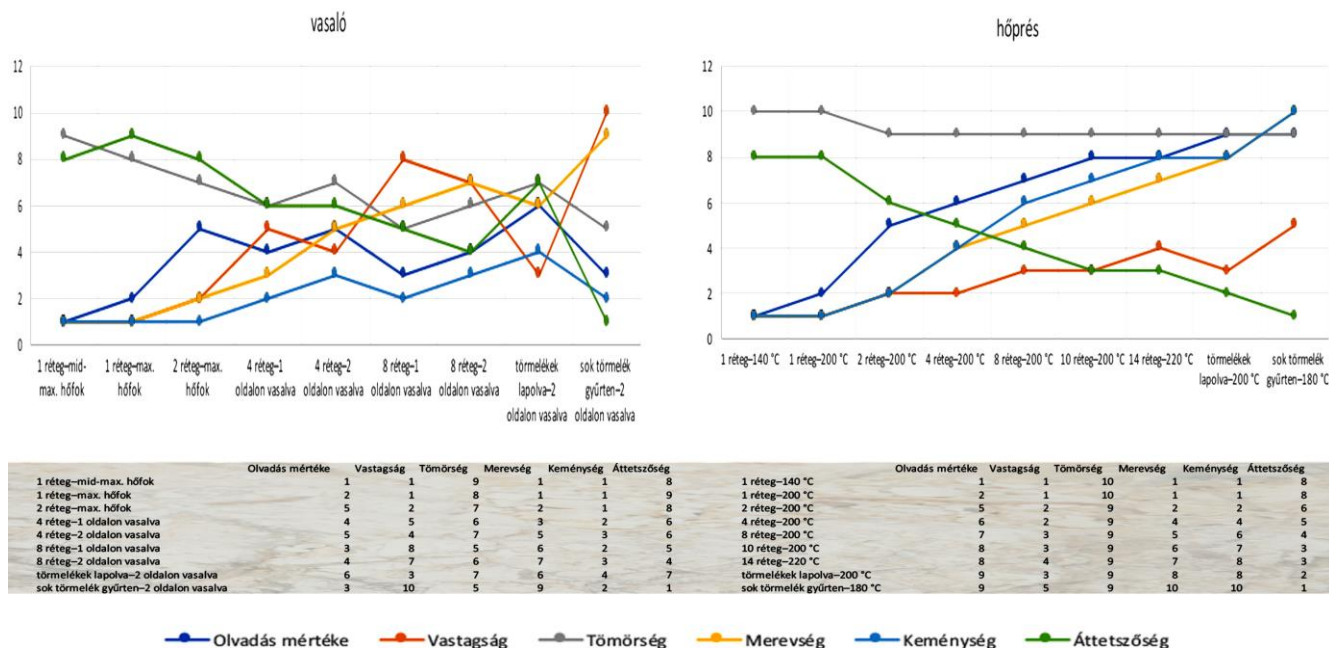 vasaló
12
10
8
6
4
2
0
1 réteg–mid-
max. hőfok
1 réteg–max.
hőfok
2 réteg–max.
hőfok
4 réteg–1
oldalon vasalva
4 réteg–2
oldalon vasalva
8 réteg–1
oldalon vasalva
8 réteg–2
oldalon vasalva
törmelékek
lapolva–2
oldalon vasalva
sok törmelék
gyűrten–2
oldalon vasalva
hőprés
12
10
8
6
4
2
0
1 réteg–140 °C
1 réteg–200 °C
2 réteg–200 °C
4 réteg–200 °C
8 réteg–200 °C
10 réteg–200 °C
14 réteg–220 °C
törmelékek
lapolva–200 °C
sok törmelék
gyűrten–180 °C
Olvadás mértéke Vastagság Tömörség Merevség Keménység Áttetszőség
1 réteg–mid-max. hőfok 1 1 9 1 1 8
1 réteg–max. hőfok 2 1 8 1 1 9
2 réteg–max. hőfok 5 2 7 2 1 8
4 réteg–1 oldalon vasalva 4 5 6 3 2 6
4 réteg–2 oldalon vasalva 5 4 7 5 3 6
8 réteg–1 oldalon vasalva 3 8 5 6 2 5
8 réteg–2 oldalon vasalva 4 7 6 7 3 4
törmelékek lapolva–2 oldalon vasalva 6 3 7 6 4 7
sok törmelék gyűrten–2 oldalon vasalva 3 10 5 9 2 1
Olvadás mértéke Vastagság Tömörség Merevség Keménység Áttetszőség
1 réteg–140 °C 1 1 10 1 1 8
1 réteg–200 °C 2 1 10 1 1 8
2 réteg–200 °C 5 2 9 2 2 6
4 réteg–200 °C 6 2 9 4 4 5
8 réteg–200 °C 7 3 9 5 6 4
10 réteg–200 °C 8 3 9 6 7 3
14 réteg–220 °C 8 4 9 7 8 3
törmelékek lapolva–200 °C 9 3 9 8 8 2
sok törmelék gyűrten–180 °C 9 5 9 10 10 1
Olvadás mértéke Vastagság Tömörség Merevség Keménység Áttetszőség